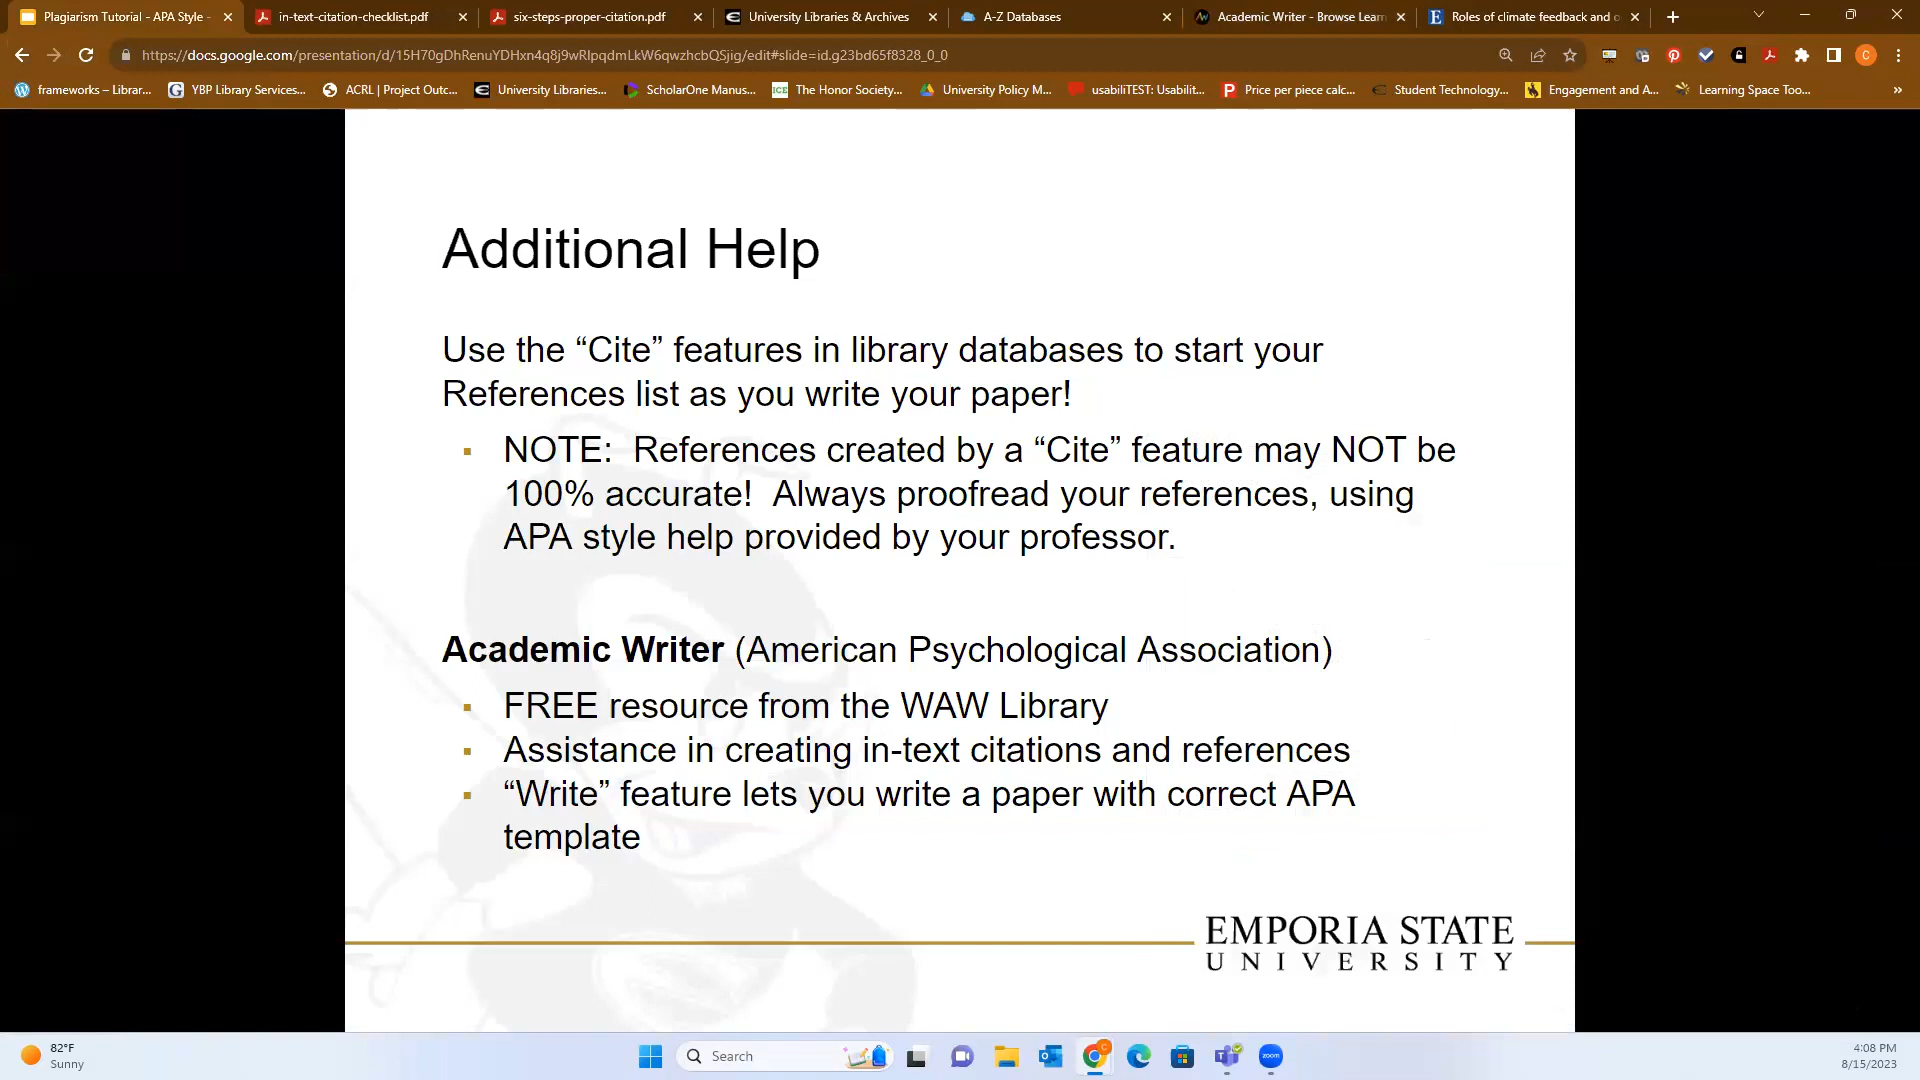 Plagiarism Tutorial - APA Style -
in-text-citation-checklist.pdf
six-steps-proper-citation.pdf
University Libraries & Archives
A-Z Databases
Academic Writer - Browse Learn
Roles of climate feedback and o
https://docs.google.com/presentation/d/15H70gDhRenuYDHxn4q8j9wRlpqdmLkW6qwzhcbQSjig/edit#slide=id.g23bd65f8328_0_0
frameworks – Librar...
YBP Library Services...
ACRL | Project Outc...
University Libraries...
ScholarOne Manus...
The Honor Society...
University Policy M...
usabiliTEST: Usabilit...
Price per piece calc...
Student Technology...
Engagement and A...
Learning Space Too...
Additional Help
Use the “Cite” features in library databases to start your
References list as you write your paper!
NOTE:  References created by a “Cite” feature may NOT be
100% accurate!  Always proofread your references, using
APA style help provided by your professor.
Academic Writer (American Psychological Association)
FREE resource from the WAW Library
Assistance in creating in-text citations and references
“Write” feature lets you write a paper with correct APA
template
EMPORIA STATE
UNIVERSITY
82°F
Sunny
Search
zoom
4:08 PM
8/15/2023